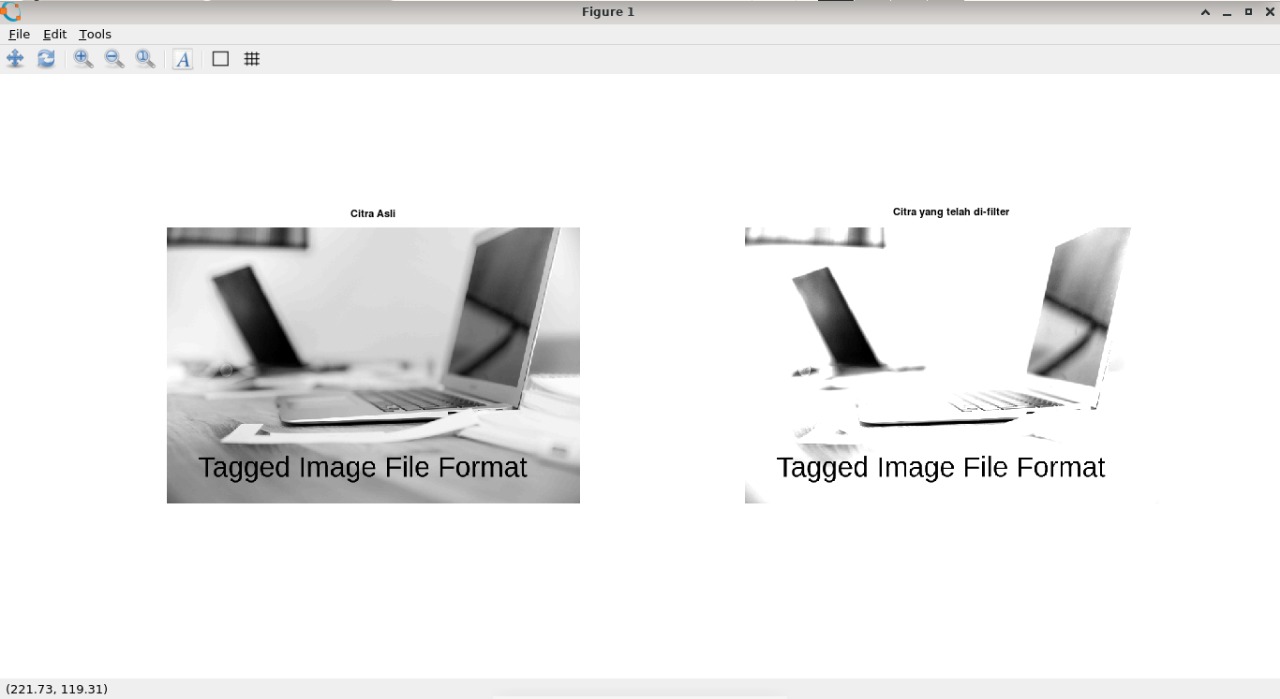 Figure 1
File Edit Tools
A
Citra Asli
Citra yang telah di-filter
Tagged Image File Format
Tagged Image File Format
(221.73, 119.31)